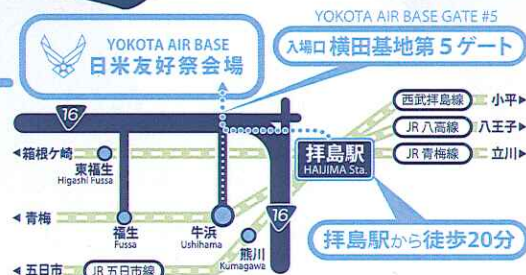 YOKOTA AIR BASE GATE #5
YOKOTA AIR BASE
日米友好祭会場
入場口 横田基地第5ゲート
16
西武拝島線 小平▶
JR 八高線 八王子▶
JR 青梅線 立川▶
◀箱根ケ崎
東福生
Higashi Fussa
拝島駅
HAIJIMA Sta.
◀青梅
福生
Fussa
牛浜
Ushihama
16
熊川
Kumagawa
拝島駅から徒歩20分
◀五日市
JR 五日市線